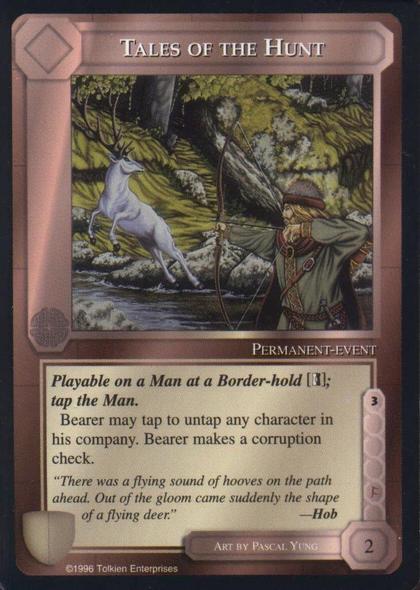 TALES OF THE HUNT
PERMANENT-EVENT
Playable on a Man at a Border-hold [ ];
tap the Man.
Bearer may tap to untap any character in
his company. Bearer makes a corruption
check.
"There was a flying sound of hooves on the path
ahead. Out of the gloom came suddenly the shape
of a flying deer." —Hob
3
F
ART BY PASCAL YUNG
2
©1996 Tolkien Enterprises